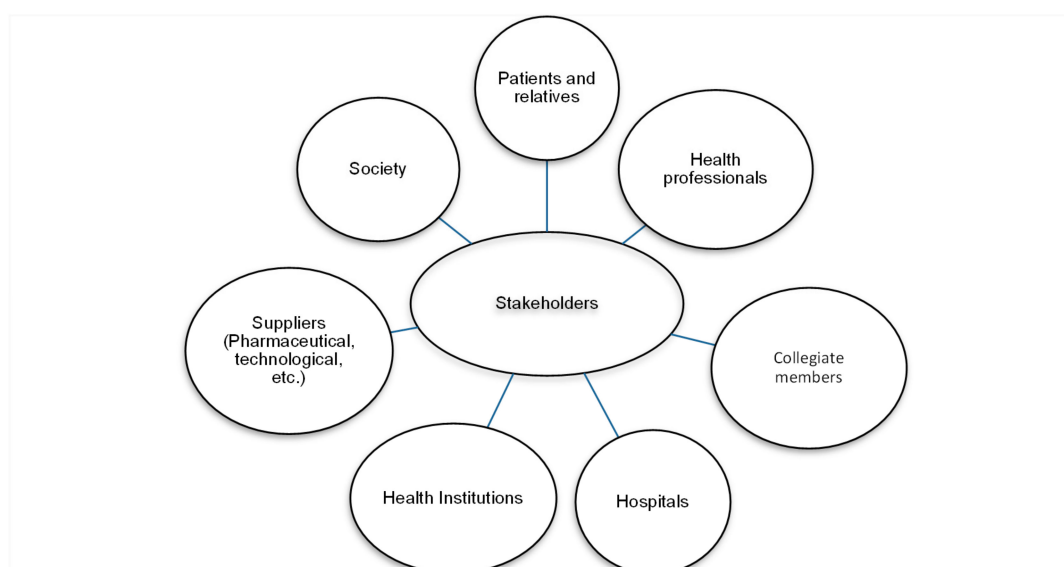 Patients and
relatives
Health
professionals
Society
Stakeholders
Suppliers
(Pharmaceutical,
technological,
etc.)
Collegiate
members
Health Institutions
Hospitals